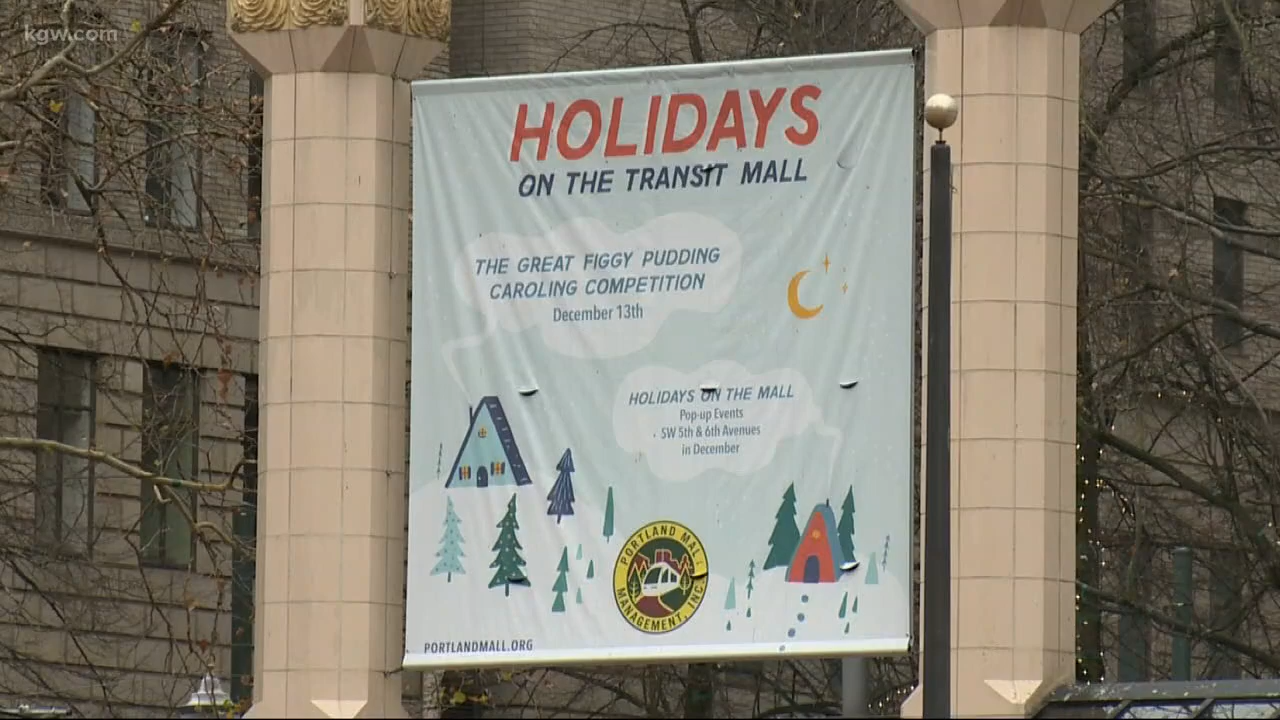 kgw.com
HOLIDAYS
ON THE TRANSIT MALL
THE GREAT FIGGY PUDDING
CAROLING COMPETITION
December 13th
HOLIDAYS ON THE MALL
Pop-up Events
SW 5th & 6th Avenues
in December
PORTLAND MALL
MANAGEMENT, INC.
PORTLANDMALL.ORG